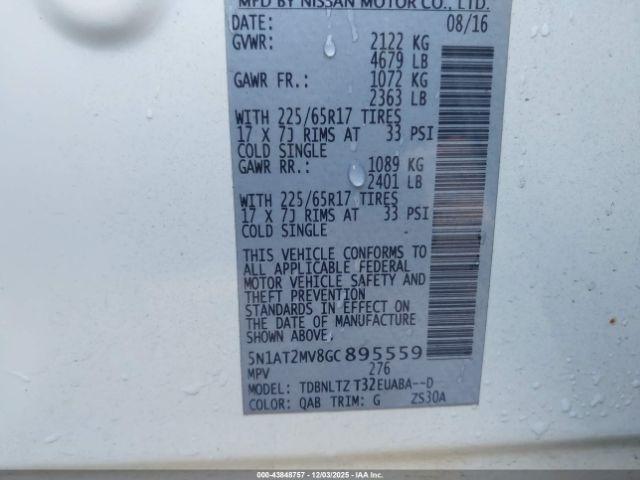 MFD BY NISSAN MOTOR CO., LTD.
DATE: 08/16
GVWR: 2122 KG
4679 LB
GAWR FR.: 1072 KG
2363 LB
WITH 225/65R17 TIRES
17 X 7J RIMS AT 33 PSI
COLD SINGLE
GAWR RR.: 1089 KG
2401 LB
WITH 225/65R17 TIRES
17 X 7J RIMS AT 33 PSI
COLD SINGLE
THIS VEHICLE CONFORMS TO
ALL APPLICABLE FEDERAL
MOTOR VEHICLE SAFETY AND
THEFT PREVENTION
STANDARDS IN EFFECT ON
THE DATE OF MANUFACTURE
SHOWN ABOVE.
5N1AT2MV8GC895559
MPV 276
MODEL: TDBNLTZ T32EUABA--D
COLOR: QAB TRIM: G ZS30A
000-43848757 - 12/03/2025 - IAAI.COM